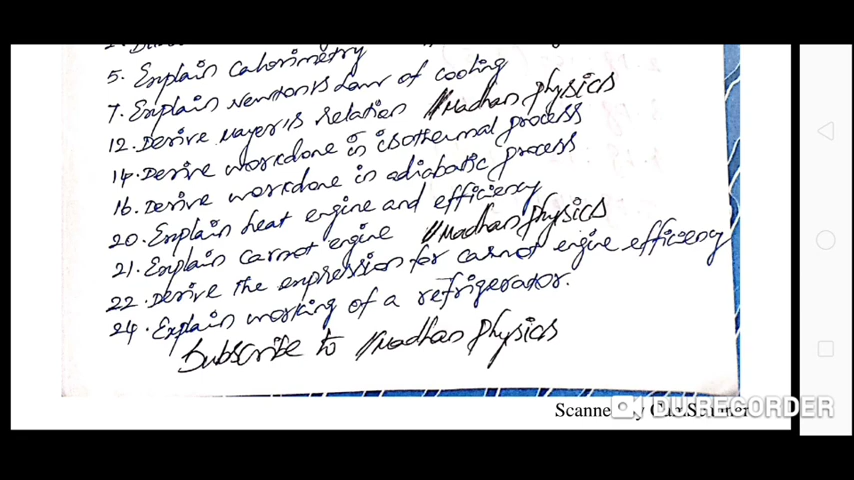 5. Explain calorimetry
7. Explain Newton's Law of cooling
12. Derive Mayer's relation //Madhan physics
14. Derive workdone in isothermal process
16. Derive workdone in adiabatic process
20. Explain heat engine and efficiency
21. Explain carnot engine //Madhan physics
22. Derive the expression for carnot engine efficiency
24. Explain working of a refrigerator.
Subscribe to //Madhan physics
Scanne
DU RECORDER